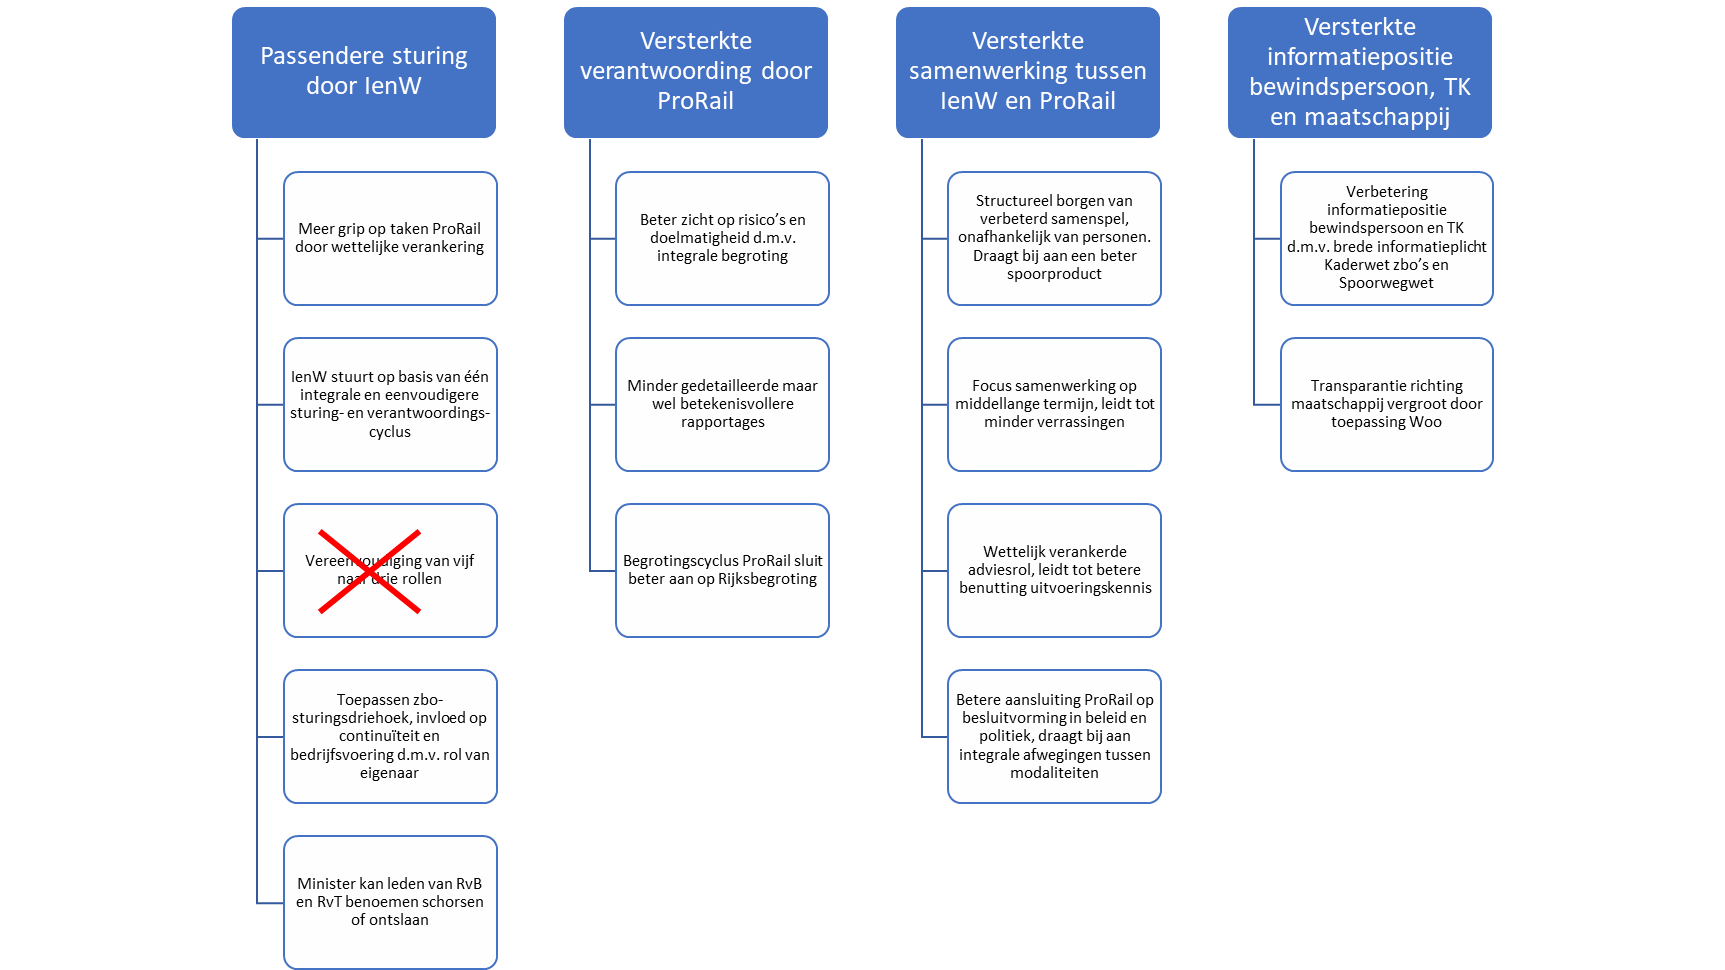 Passendere sturing
door IenW
Meer grip op taken ProRail
door wettelijke verankering
IenW stuurt op basis van één
integrale en eenvoudigere
sturing- en verantwoordings-
cyclus
Vereenvoudiging van vijf
naar drie rollen
Toepassen zbo-
sturingsdriehoek, invloed op
continuïteit en
bedrijfsvoering d.m.v. rol van
eigenaar
Minister kan leden van RvB
en RvT benoemen schorsen
of ontslaan
Versterkte
verantwoording door
ProRail
Beter zicht op risico’s en
doelmatigheid d.m.v.
integrale begroting
Minder gedetailleerde maar
wel betekenisvollere
rapportages
Begrotingscyclus ProRail sluit
beter aan op Rijksbegroting
Versterkte
samenwerking tussen
IenW en ProRail
Structureel borgen van
verbeterd samenspel,
onafhankelijk van personen.
Draagt bij aan een beter
spoorproduct
Focus samenwerking op
middellange termijn, leidt tot
minder verrassingen
Wettelijk verankerde
adviesrol, leidt tot betere
benutting uitvoeringskennis
Betere aansluiting ProRail op
besluitvorming in beleid en
politiek, draagt bij aan
integrale afwegingen tussen
modaliteiten
Versterkte
informatiepositie
bewindspersoon, TK
en maatschappij
Verbetering
informatiepositie
bewindspersoon en TK
d.m.v. brede informatieplicht
Kaderwet zbo’s en
Spoorwegwet
Transparantie richting
maatschappij vergroot door
toepassing Woo